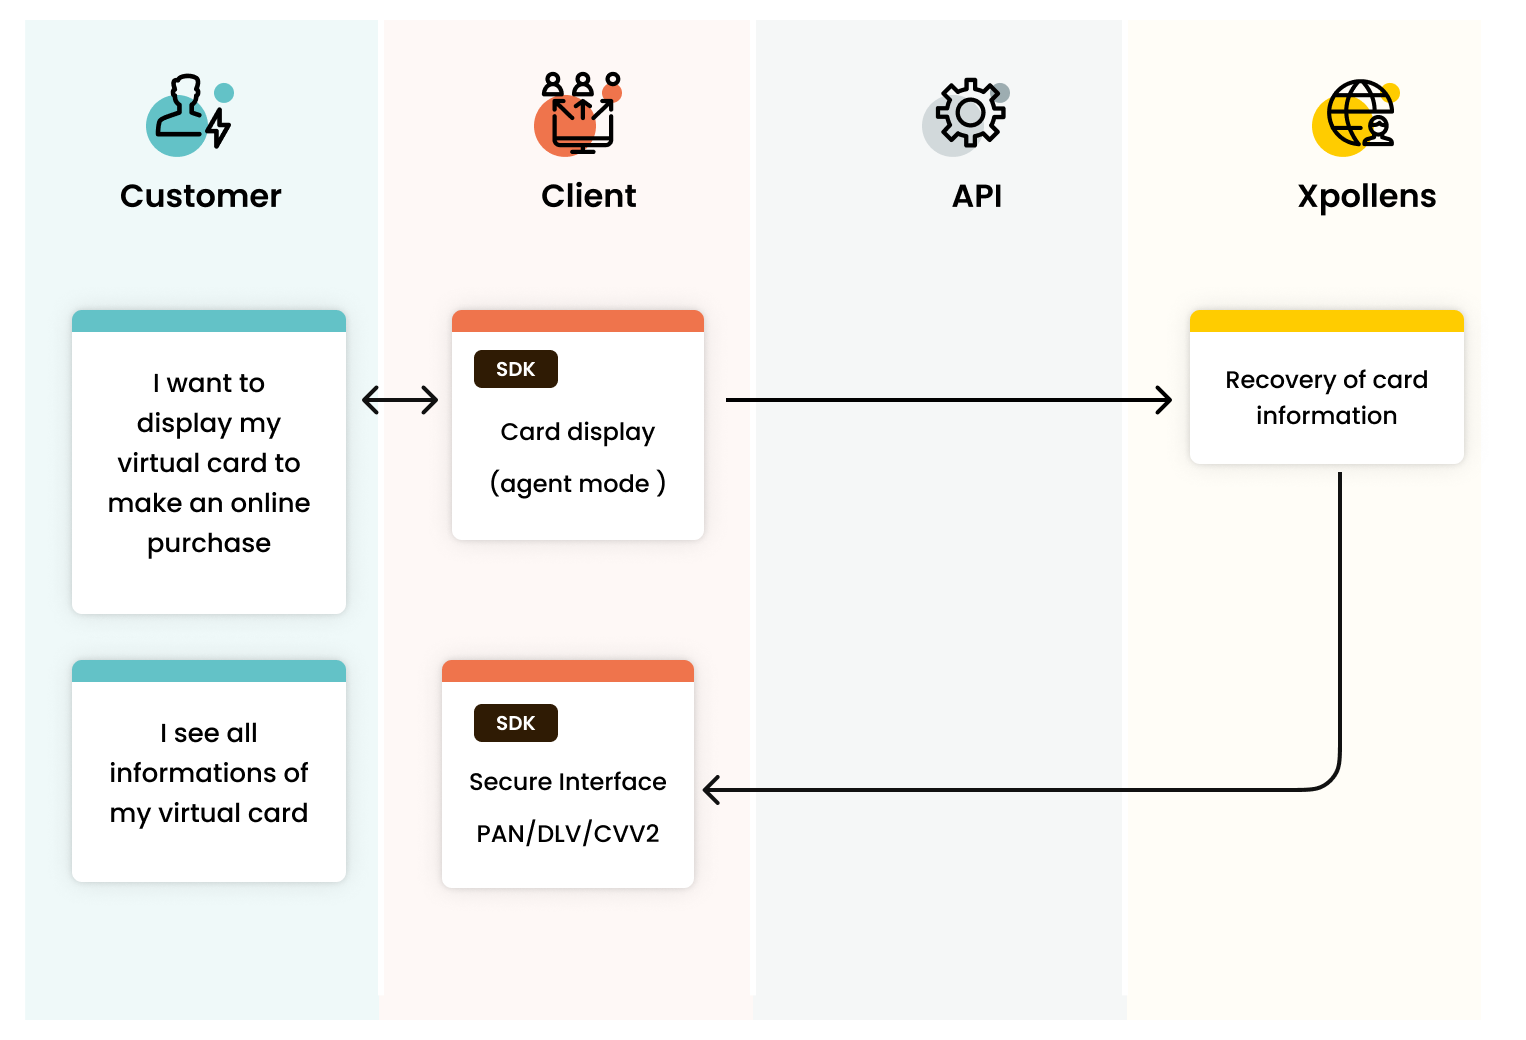 Customer
Client
API
Xpollens
I want to
display my
virtual card to
make an online
purchase
SDK
Card display
(agent mode )
Recovery of card
information
I see all
informations of
my virtual card
SDK
Secure Interface
PAN/DLV/CVV2